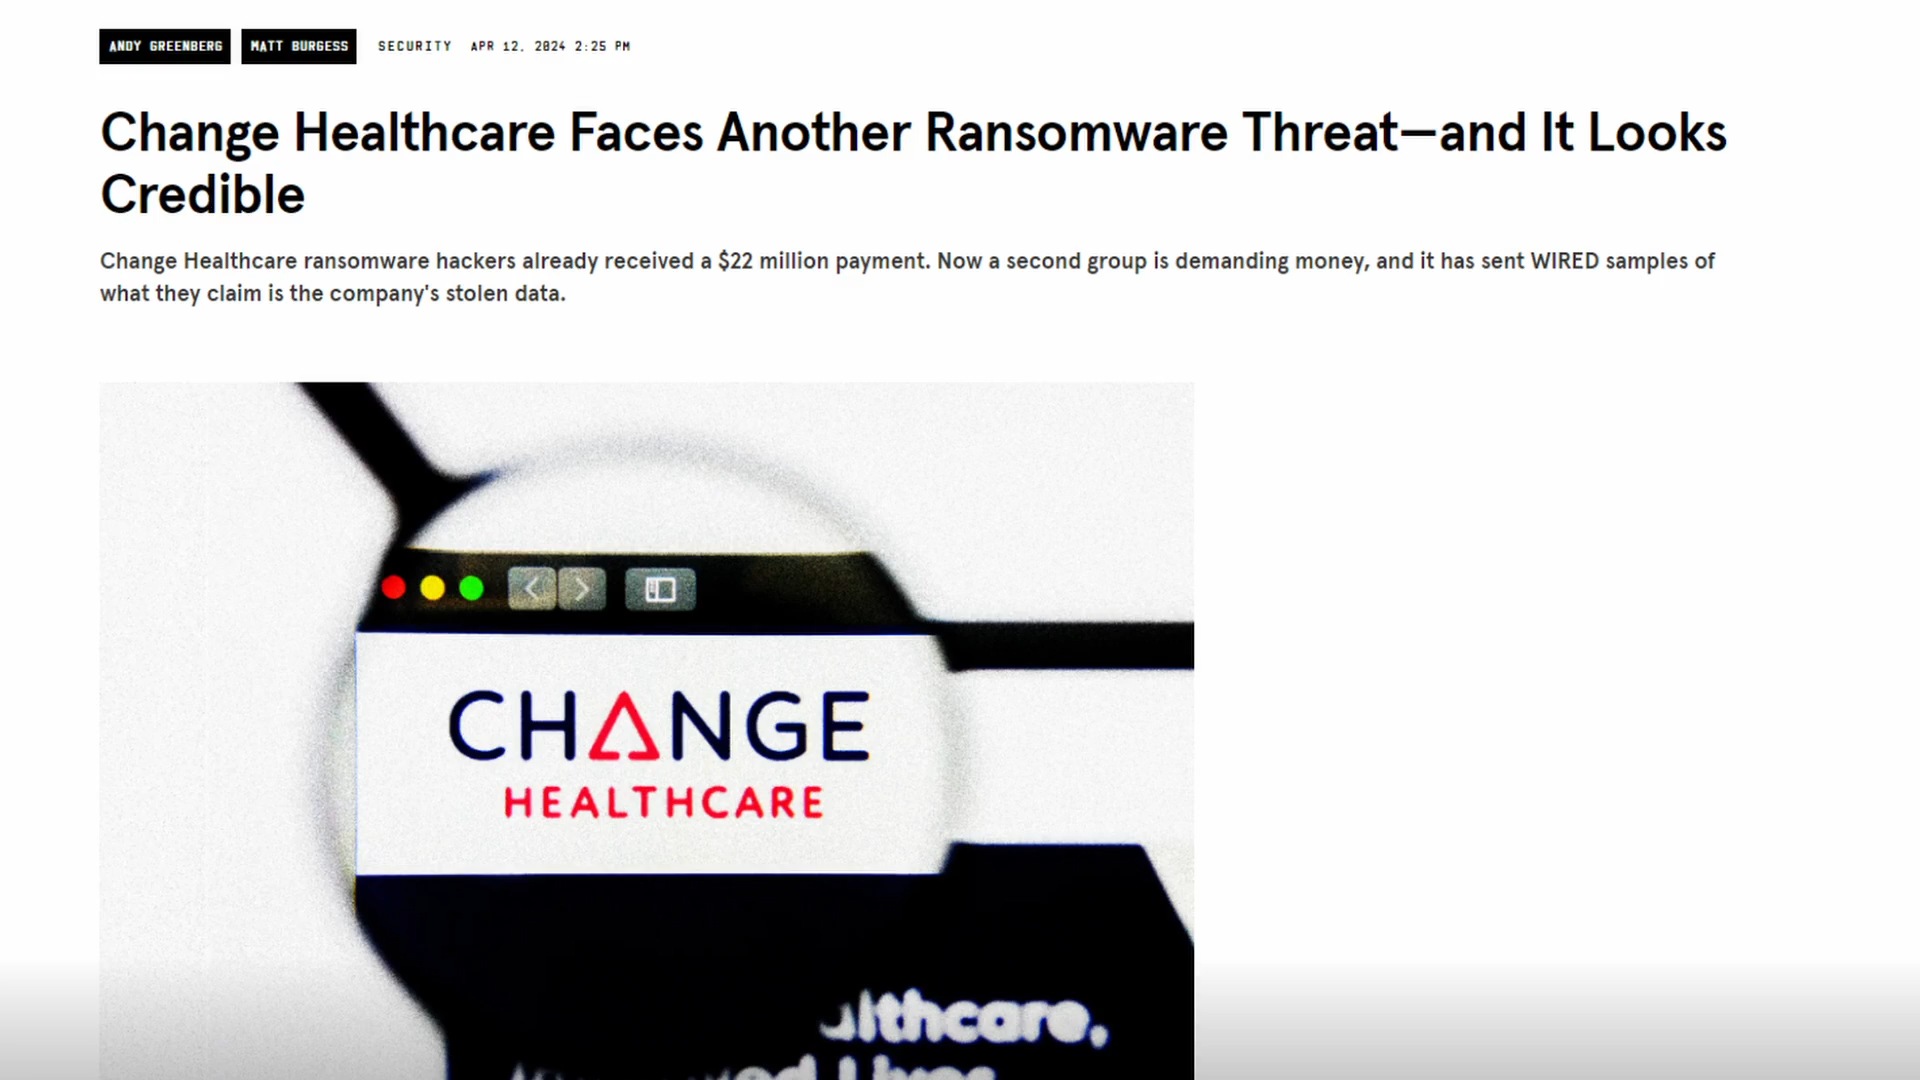 ANDY GREENBERG MATT BURGESS SECURITY APR 12, 2024 2:25 PM
Change Healthcare Faces Another Ransomware Threat—and It Looks
Credible
Change Healthcare ransomware hackers already received a $22 million payment. Now a second group is demanding money, and it has sent WIRED samples of
what they claim is the company's stolen data.
CHANGE
HEALTHCARE
althcare,